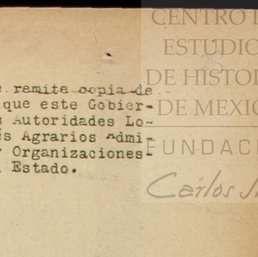 CENTRO
ESTUDIO
DE HISTO
DE MEXIC
FUNDAC
Carlos
remite copia de
que este Gobier-
Autoridades Lo-
Agrarios Admi-
Organizaciones-
Estado.